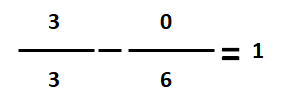 3/3 − 0/6 = 1